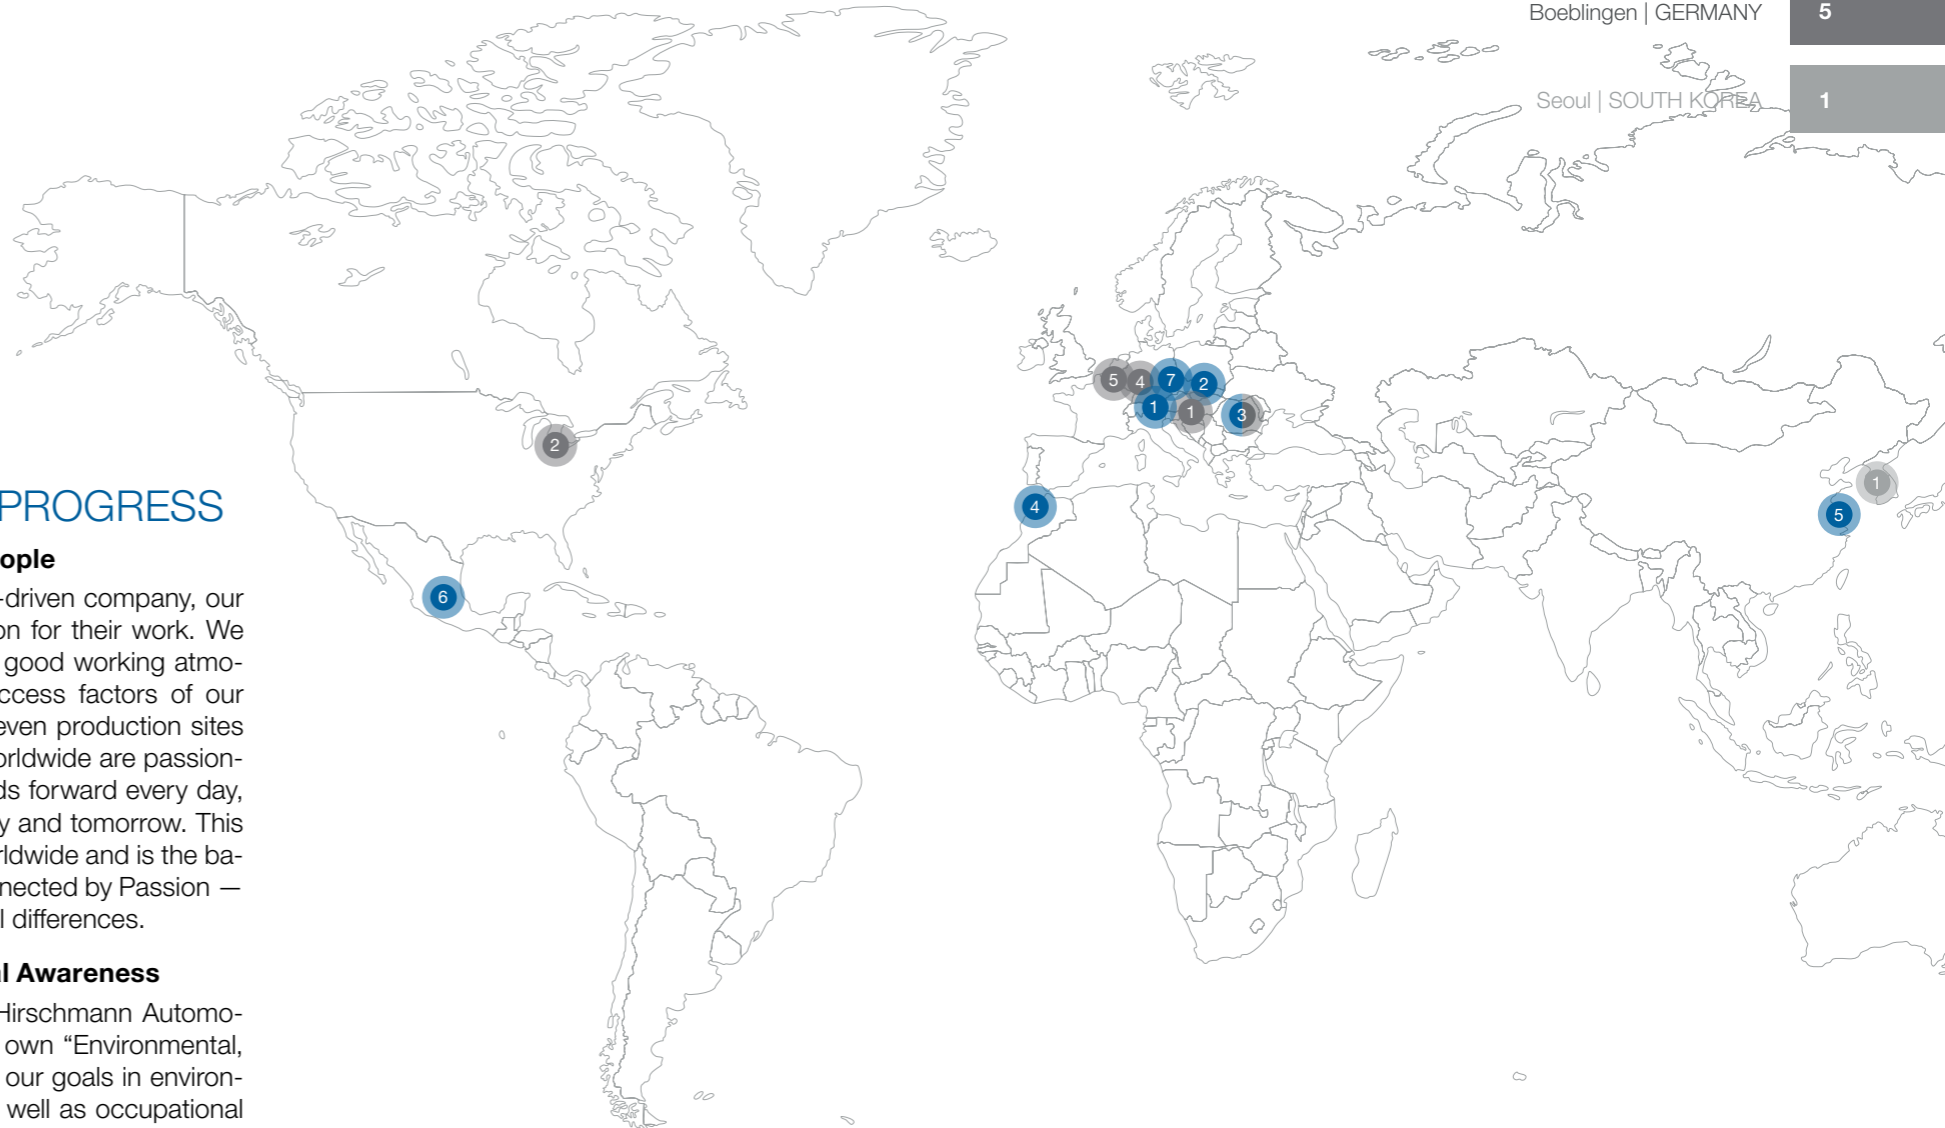 Boeblingen | GERMANY 5
Seoul | SOUTH KOREA 1
5
4
7
2
1
1
3
2
4
6
1
5
PROGRESS
ople
-driven company, our
on for their work. We
good working atmo-
ccess factors of our
even production sites
orldwide are passion-
ds forward every day,
y and tomorrow. This
rldwide and is the ba-
nnected by Passion —
l differences.
al Awareness
Hirschmann Automo-
own “Environmental,
our goals in environ-
well as occupational